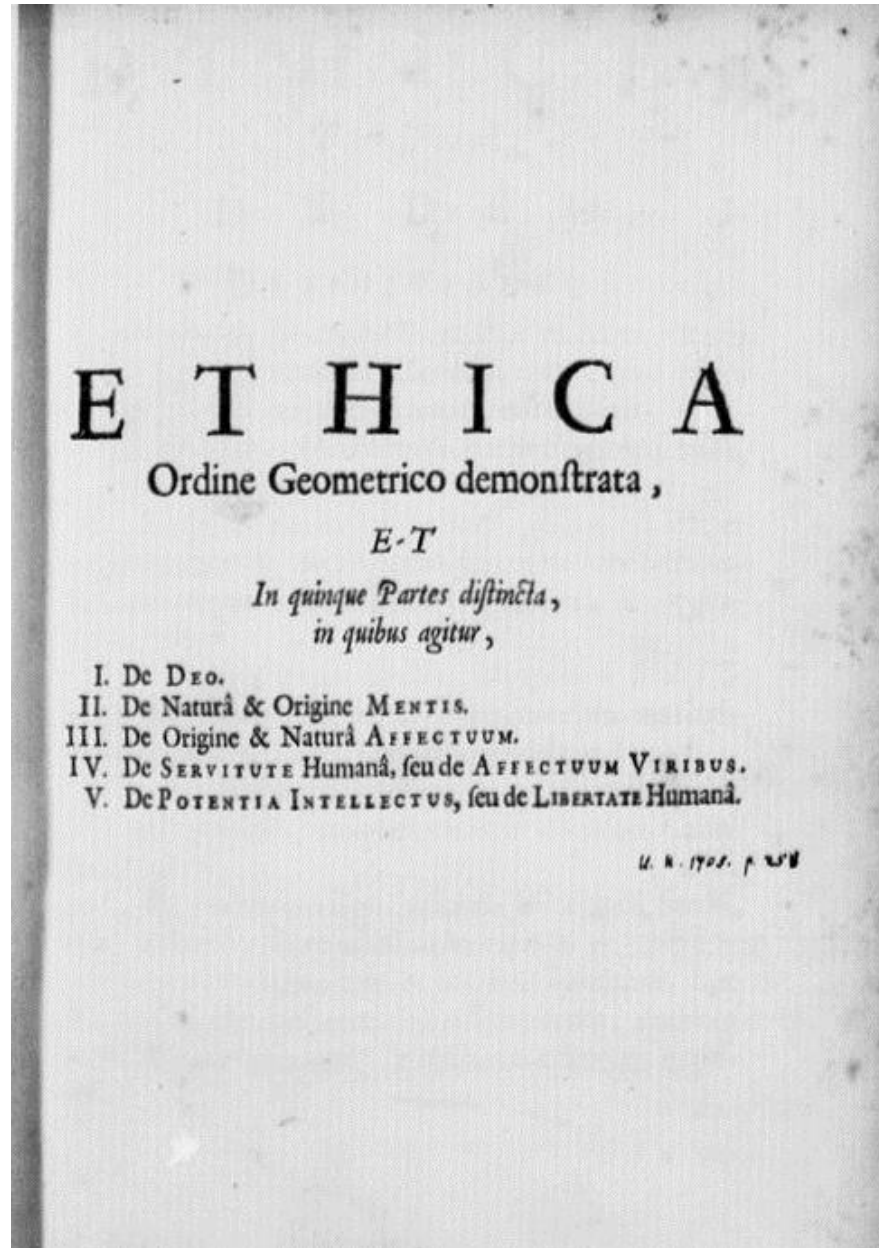 E T H I C A
Ordine Geometrico demonſtrata,
E-T
In quinque Partes diſtincta,
in quibus agitur,
I. De DEO.
II. De Naturâ & Origine MENTIS.
III. De Origine & Naturâ AFFECTUUM.
IV. De SERVITUTE Humanâ, ſeu de AFFECTUUM VIRIBUS.
V. De POTENTIA INTELLECTUS, ſeu de LIBERTATE Humanâ.
1705. p.